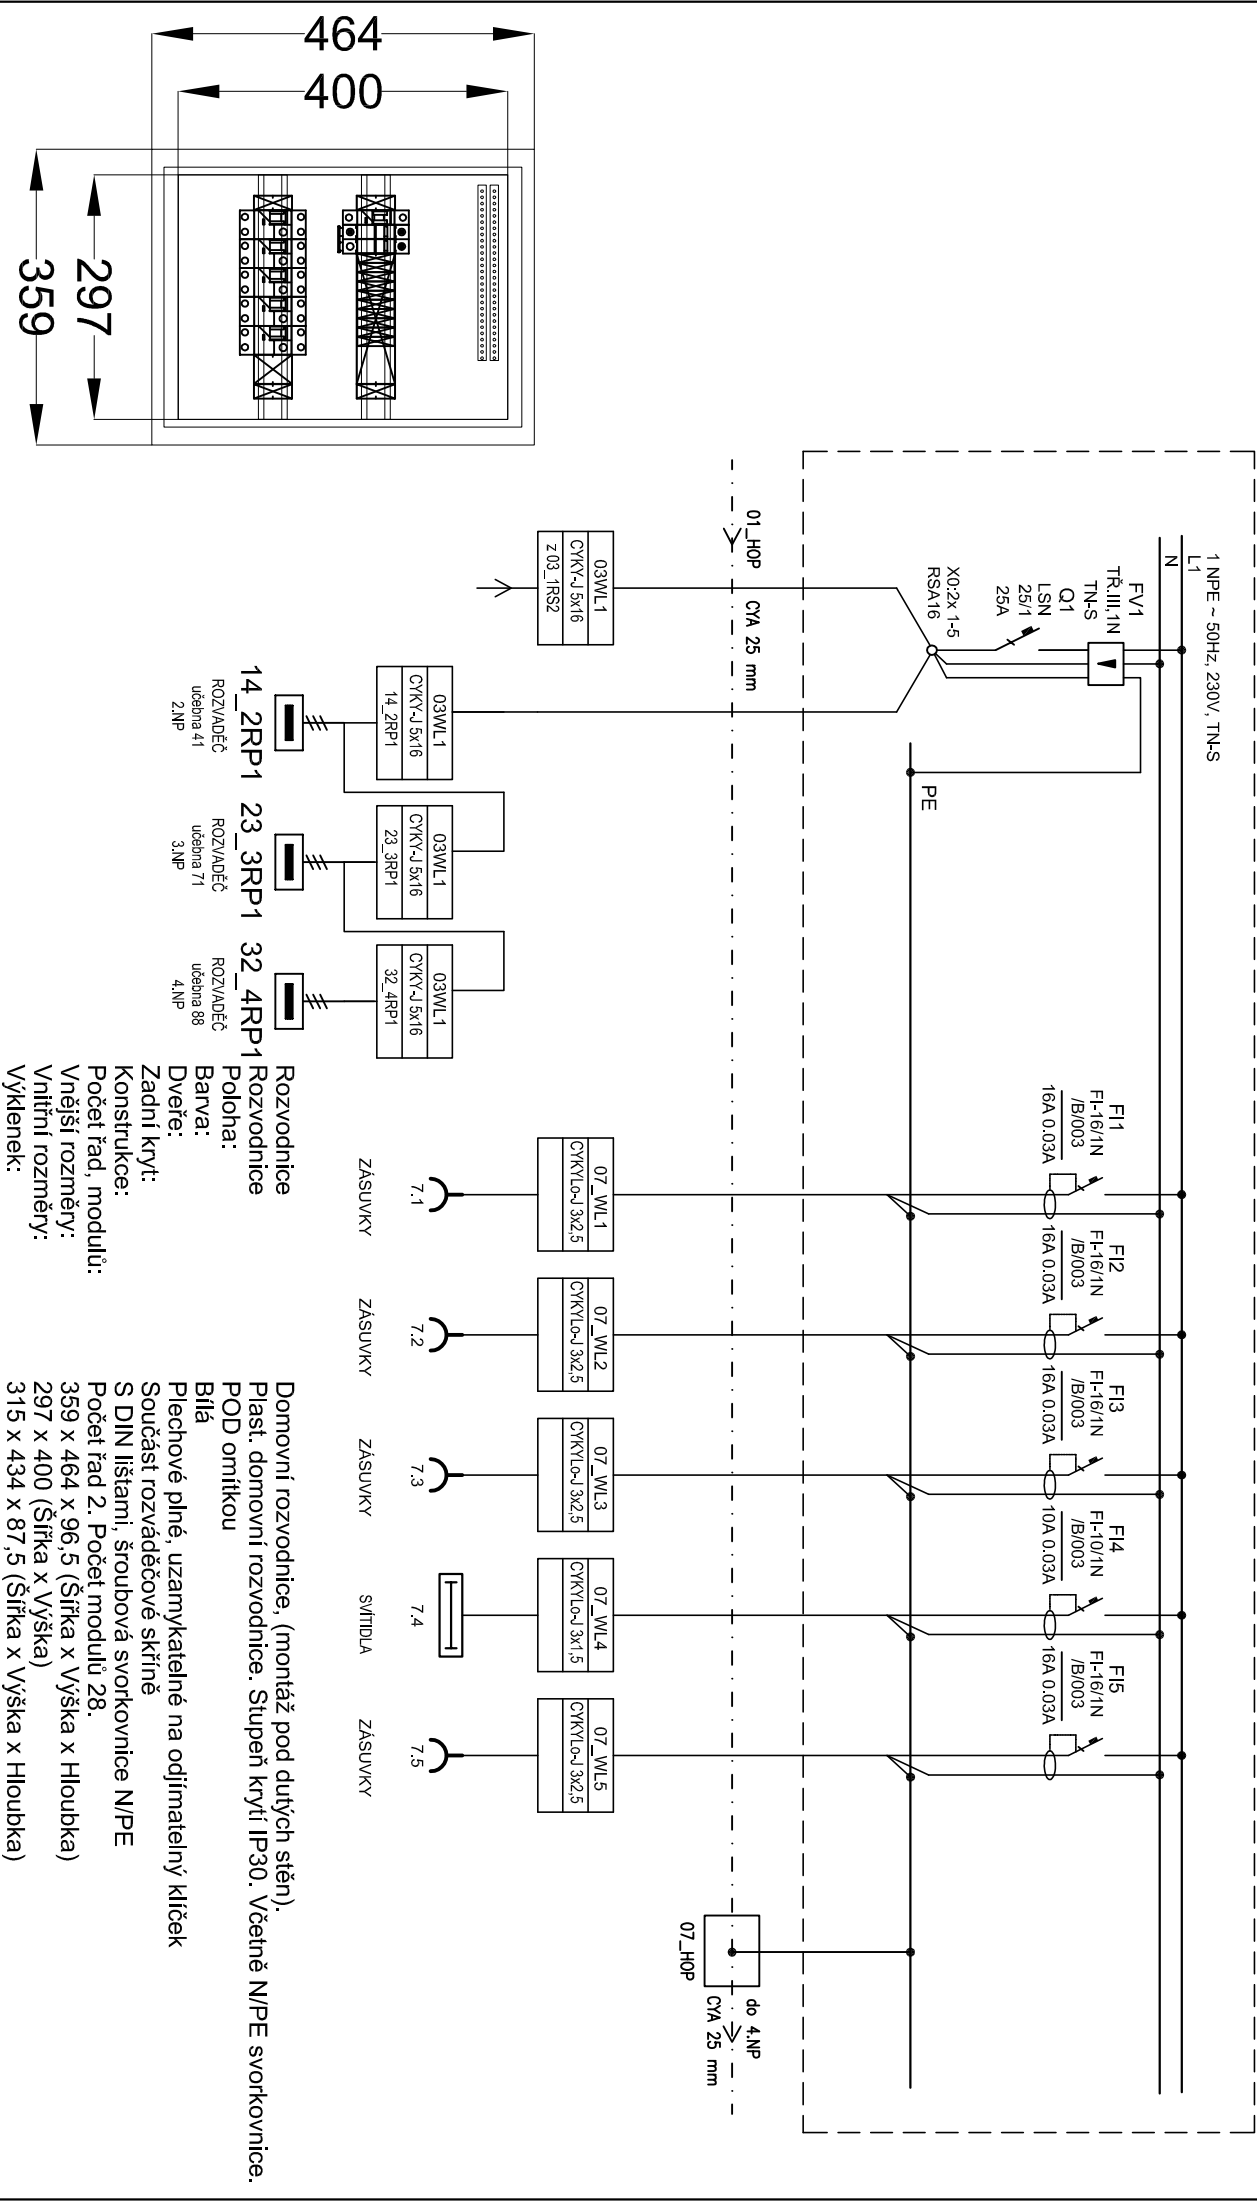 464
400
297
359
1 NPE ~ 50Hz, 230V, TN-S
L1
N
FV1
TŘ.III,1N
TN-S
Q1
LSN
25/1
25A
X0:2x 1-5
RSA16
PE
FI1
FI-16/1N
/B/003
16A 0.03A
FI2
FI-16/1N
/B/003
16A 0.03A
FI3
FI-16/1N
/B/003
16A 0.03A
FI4
FI-10/1N
/B/003
10A 0.03A
FI5
FI-16/1N
/B/003
16A 0.03A
01_HOP
CYA 25 mm
do 4.NP
CYA 25 mm
07_HOP
03WL1
CYKY-J 5x16
z 03_1RS2
03WL1
CYKY-J 5x16
14_2RP1
03WL1
CYKY-J 5x16
23_3RP1
03WL1
CYKY-J 5x16
32_4RP1
07_WL1
CYKYLo-J 3x2,5
07_WL2
CYKYLo-J 3x2,5
07_WL3
CYKYLo-J 3x2,5
07_WL4
CYKYLo-J 3x1,5
07_WL5
CYKYLo-J 3x2,5
7.1
ZÁSUVKY
7.2
ZÁSUVKY
7.3
ZÁSUVKY
7.4
SVÍTIDLA
7.5
ZÁSUVKY
14_2RP1
ROZVADĚČ
učebna 41
2.NP
23_3RP1
ROZVADĚČ
učebna 71
3.NP
32_4RP1
ROZVADĚČ
učebna 88
4.NP
Rozvodnice Domovní rozvodnice, (montáž pod dutých stěn).
Rozvodnice Plast. domovní rozvodnice. Stupeň krytí IP30. Včetně N/PE svorkovnice.
Poloha: POD omítkou
Barva: Bílá
Dveře: Plechové plné, uzamykatelné na odjímatelný klíček
Zadní kryt: Součást rozváděčové skříně
Konstrukce: S DIN lištami, šroubová svorkovnice N/PE
Počet řad, modulů: Počet řad 2. Počet modulů 28.
Vnější rozměry: 359 x 464 x 96,5 (Šířka x Výška x Hloubka)
Vnitřní rozměry: 297 x 400 (Šířka x Výška)
Výklenek: 315 x 434 x 87,5 (Šířka x Výška x Hloubka)